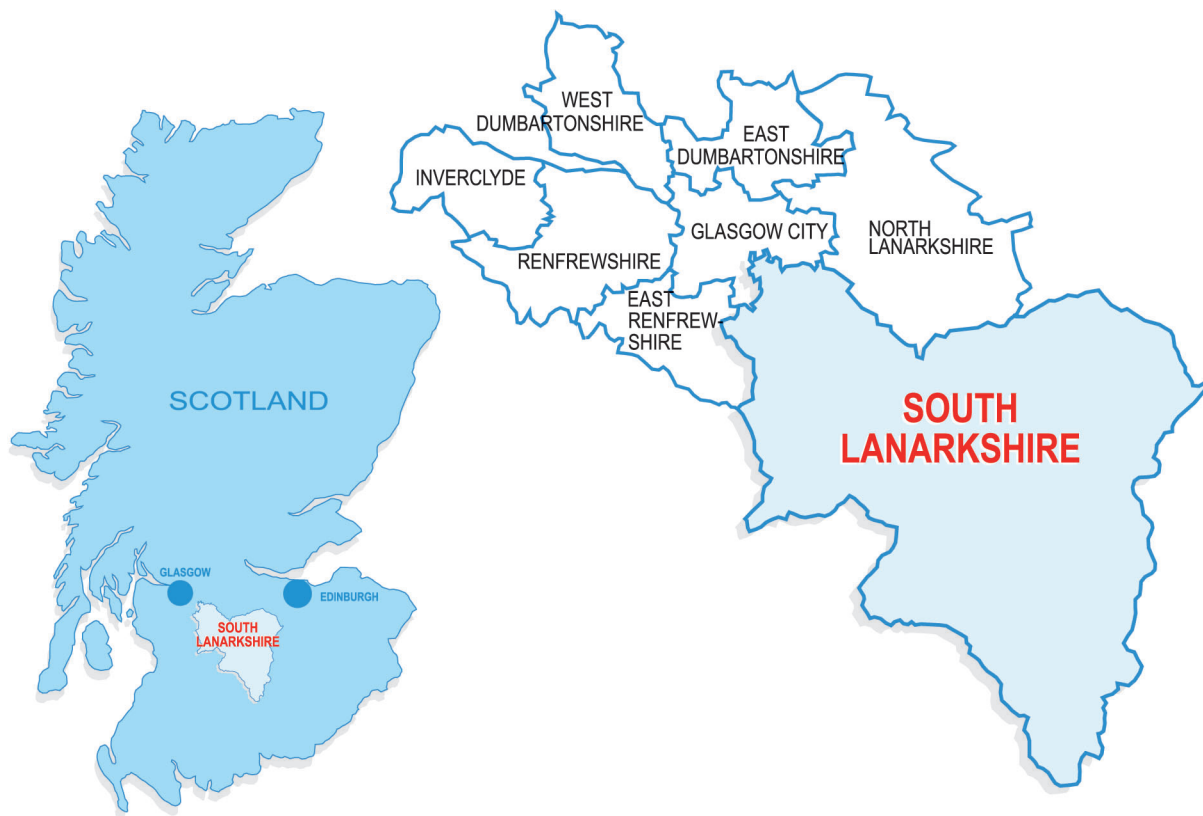 SCOTLAND
GLASGOW
EDINBURGH
SOUTH
LANARKSHIRE
WEST
DUMBARTONSHIRE
EAST
DUMBARTONSHIRE
INVERCLYDE
RENFREWSHIRE
GLASGOW CITY
NORTH
LANARKSHIRE
EAST
RENFREW-
SHIRE
SOUTH
LANARKSHIRE